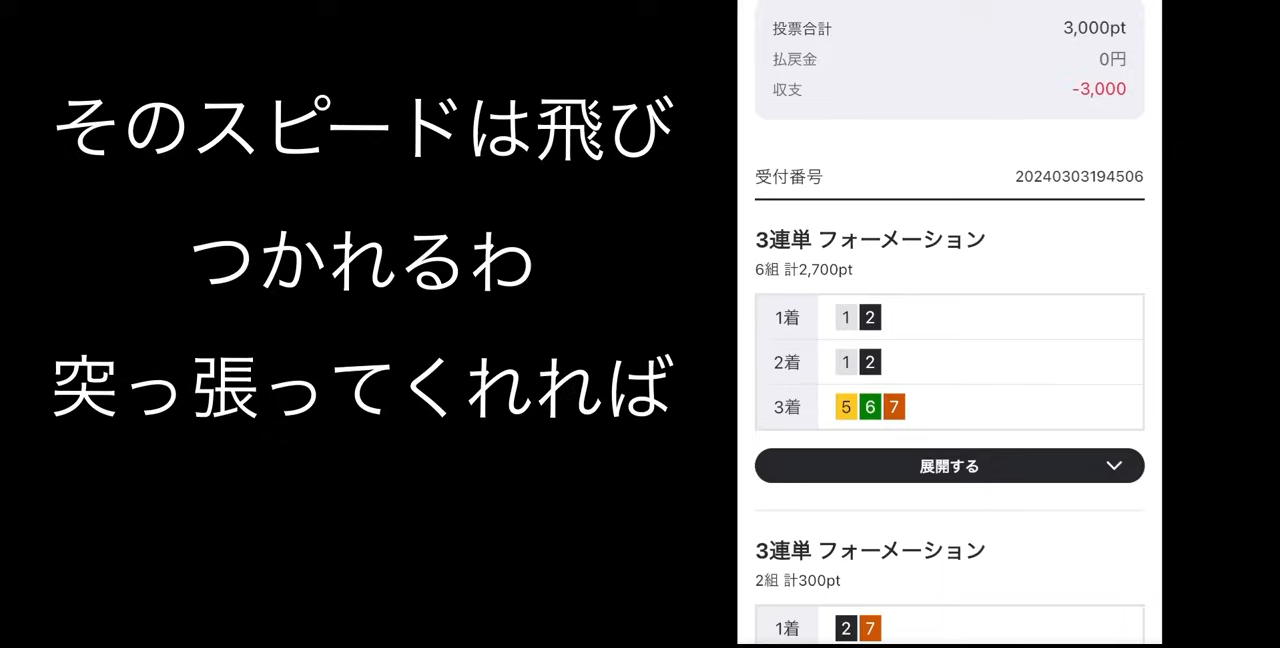 そのスピードは飛び
つかれるわ
突っ張ってくれれば
投票合計 3,000pt
払戻金 0円
収支 -3,000
受付番号 20240303194506
3連単 フォーメーション
6組 計2,700pt
1着 1 2
2着 1 2
3着 5 6 7
展開する
3連単 フォーメーション
2組 計300pt
1着 2 7